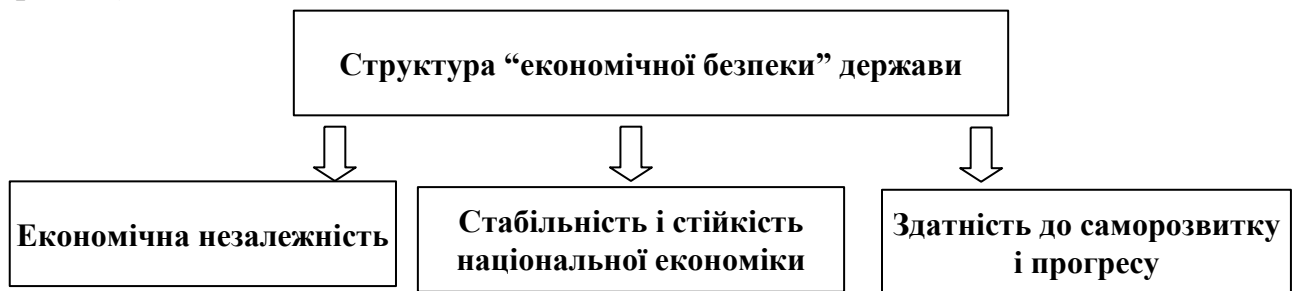 Структура “економічної безпеки” держави
Економічна незалежність
Стабільність і стійкість
національної економіки
Здатність до саморозвитку
і прогресу